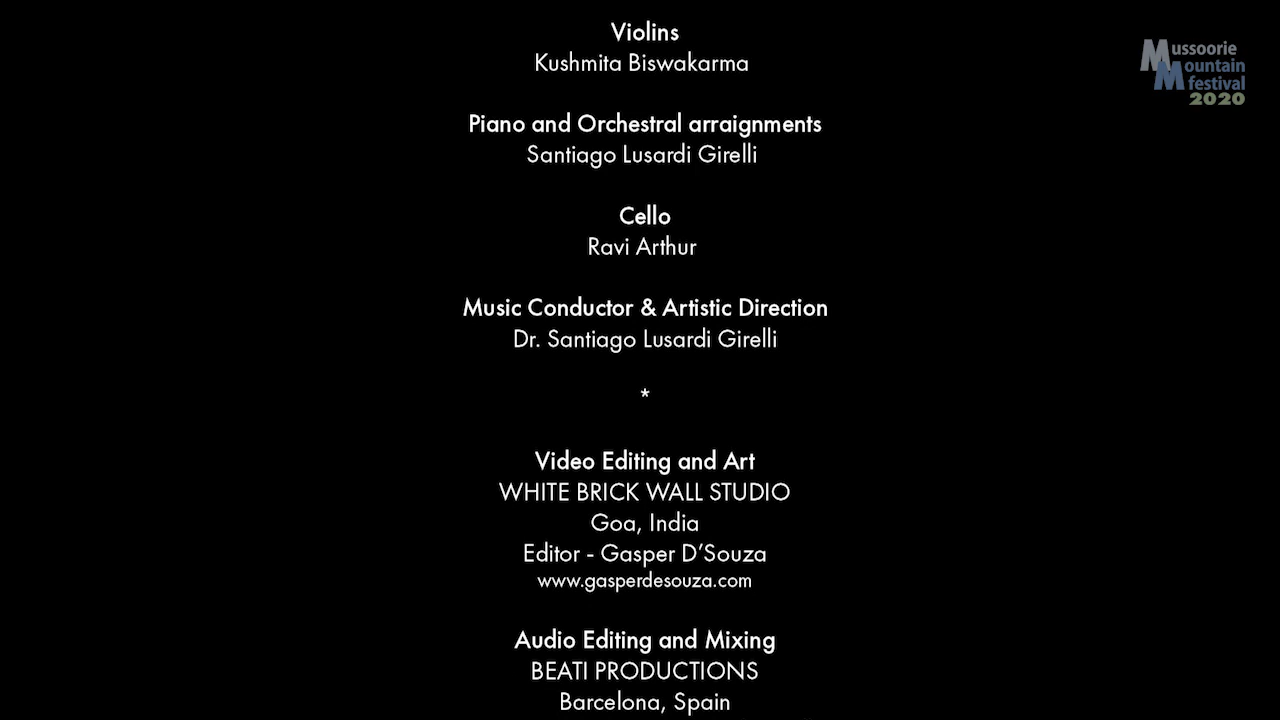 Violins
Kushmita Biswakarma
Piano and Orchestral arraignments
Santiago Lusardi Girelli
Cello
Ravi Arthur
Music Conductor & Artistic Direction
Dr. Santiago Lusardi Girelli
*
Video Editing and Art
WHITE BRICK WALL STUDIO
Goa, India
Editor - Gasper D’Souza
www.gasperdesouza.com
Audio Editing and Mixing
BEATI PRODUCTIONS
Barcelona, Spain
Mussoorie
Mountain
festival
2020